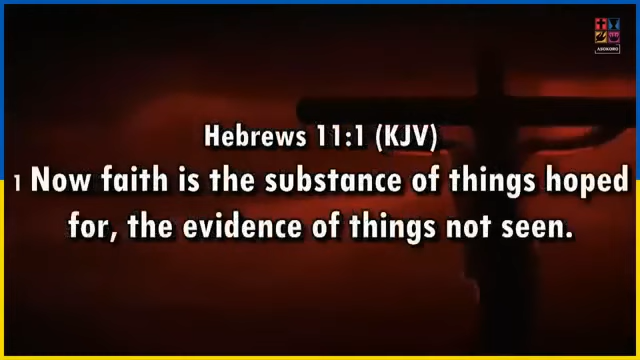 ASOKORO
Hebrews 11:1 (KJV)
1 Now faith is the substance of things hoped
for, the evidence of things not seen.